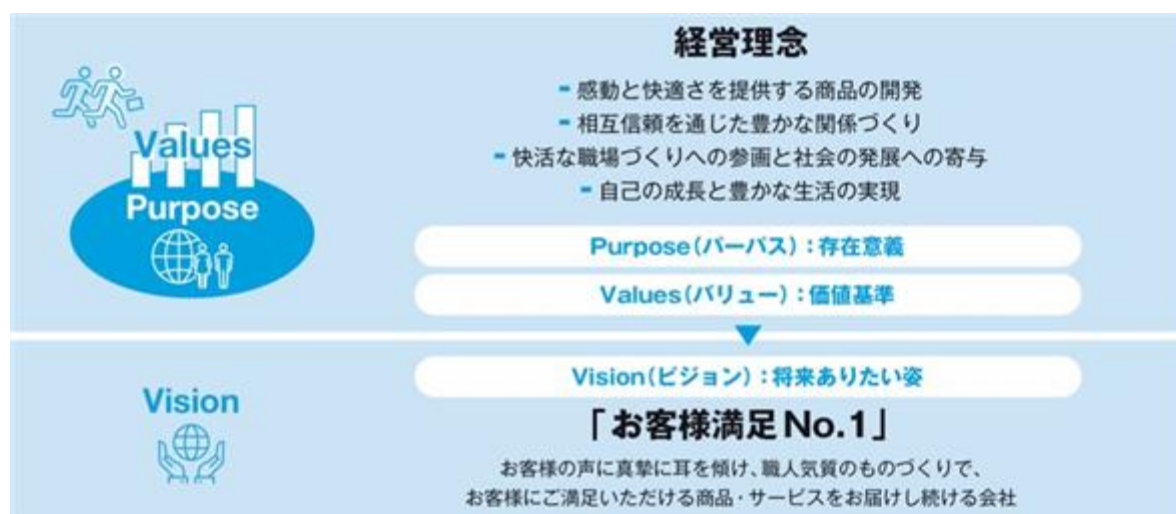 経営理念
- 感動と快適さを提供する商品の開発
- 相互信頼を通じた豊かな関係づくり
- 快活な職場づくりへの参画と社会の発展への寄与
- 自己の成長と豊かな生活の実現
Values
Purpose
Purpose(パーパス):存在意義
Values(バリュー):価値基準
Vision
Vision(ビジョン):将来ありたい姿
「お客様満足No.1」
お客様の声に真摯に耳を傾け、職人気質のものづくりで、
お客様にご満足いただける商品・サービスをお届けし続ける会社